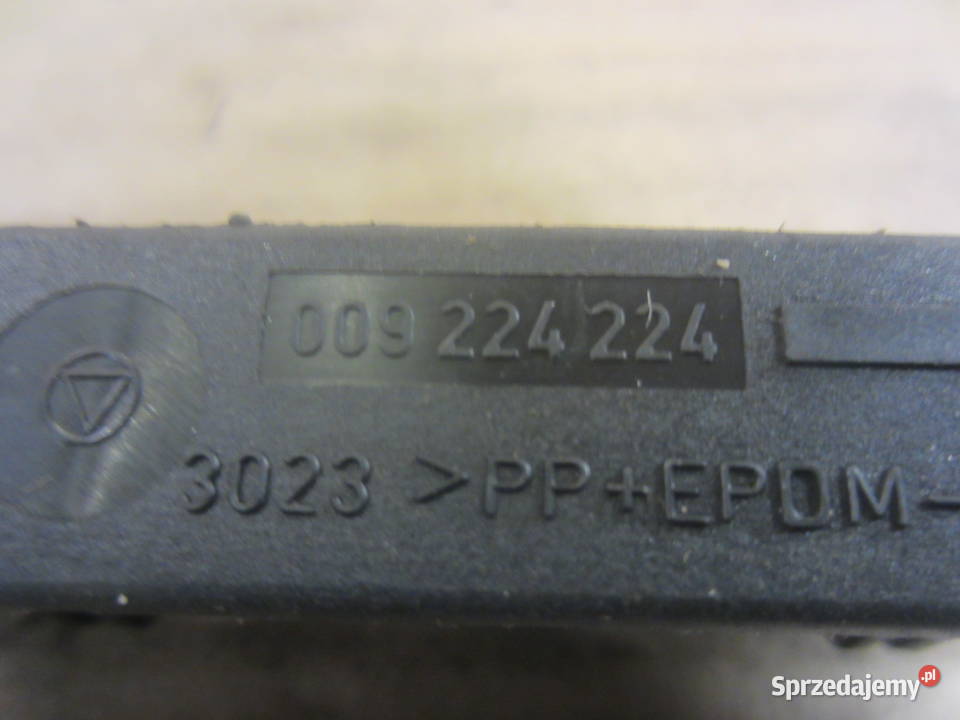 009 224 224
3023 >PP+EPDM-
Sprzedajemy.pl